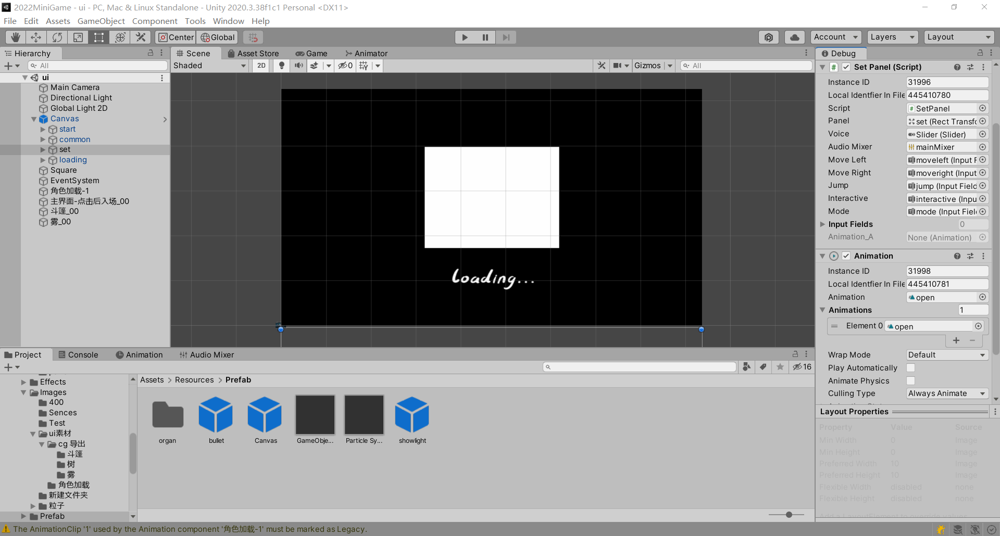 2022MiniGame - ui - PC, Mac & Linux Standalone - Unity 2020.3.38f1c1 Personal <DX11>
File Edit Assets GameObject Component Tools Window Help
Center Global Account Layers Layout
Hierarchy
All
ui
Main Camera
Directional Light
Global Light 2D
Canvas
start
common
set
loading
Square
EventSystem
角色加载-1
主界面-点击后入场_00
斗篷_00
雾_00
Scene Asset Store Game Animator
Shaded 2D 0 Gizmos All
Loading...
Debug
Set Panel (Script)
Instance ID 31996
Local Identfier In File 445410780
Script SetPanel
Panel set (Rect Transfo
Voice Slider (Slider)
Audio Mixer mainMixer
Move Left moveleft (Input F
Move Right moveright (Input
Jump jump (Input Field
Interactive interactive (Inpu
Mode mode (Input Fiel
Input Fields 0
Animation_A None (Animation)
Animation
Instance ID 31998
Local Identfier In File 445410781
Animation open
Animations 1
Element 0 open
Wrap Mode Default
Play Automatically
Animate Physics
Culling Type Always Animate
Layout Properties
Property Value Source
Min Width 0 Image
Min Height 0 Image
Preferred Width 10 Image
Preferred Height 10 Image
Flexible Width disabled none
Flexible Height disabled none
Project Console Animation Audio Mixer
16
Effects
Images
400
Sences
Test
ui素材
cg 导出
斗篷
树
雾
角色加载
新建文件夹
粒子
Prefab
Assets > Resources > Prefab
organ bullet Canvas GameObje... Particle Sy... showlight
The AnimationClip '1' used by the Animation component '角色加载-1' must be marked as Legacy.